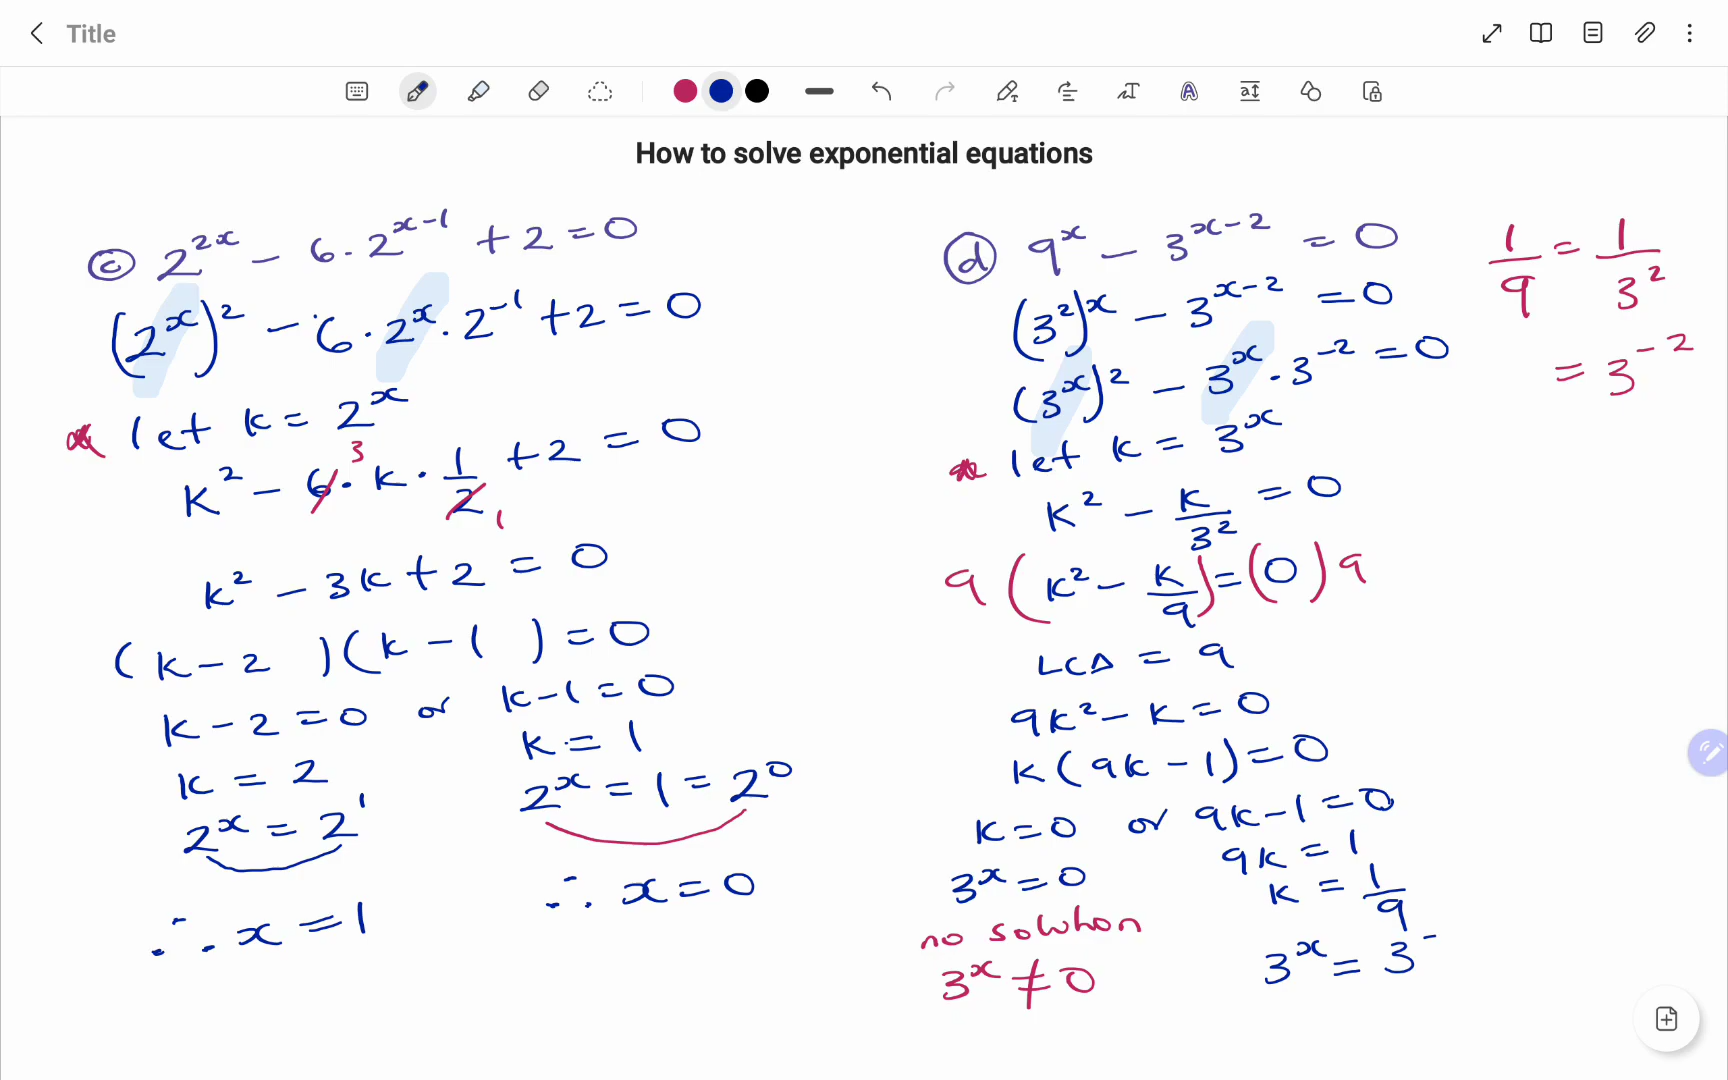 Title
How to solve exponential equations
ⓒ 2^{2x} - 6·2^{x-1} + 2 = 0
(2^x)^2 - 6·2^x·2^{-1} + 2 = 0
let k = 2^x
k^2 - 6·k·1/2 + 2 = 0
3
1
k^2 - 3k + 2 = 0
(k - 2 )(k - 1 ) = 0
k - 2 = 0 or k - 1 = 0
k = 2
2^x = 2^1
∴ x = 1
k = 1
2^x = 1 = 2^0
∴ x = 0
ⓓ 9^x - 3^{x-2} = 0
(3^2)^x - 3^{x-2} = 0
(3^x)^2 - 3^x·3^{-2} = 0
let k = 3^x
k^2 - k/3^2 = 0
9(k^2 - k/9) = (0)9
LCD = 9
9k^2 - k = 0
k(9k - 1) = 0
k = 0 or 9k - 1 = 0
3^x = 0
no solution
3^x ≠ 0
9k = 1
k = 1/9
3^x = 3^-
1/9 = 1/3^2
= 3^{-2}